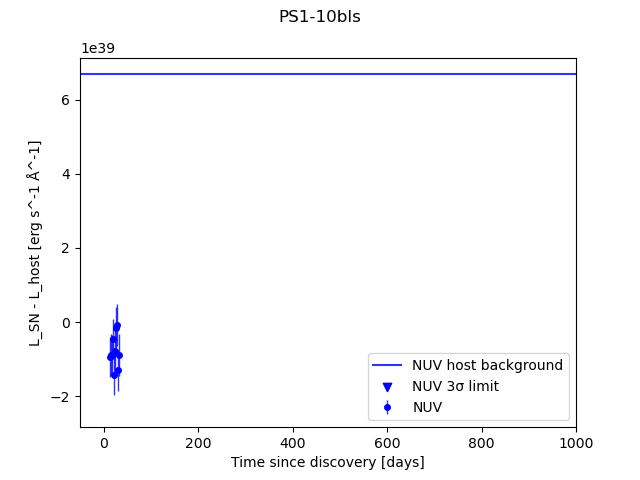 PS1-10bls
1e39
L_SN - L_host [erg s^-1 Å^-1]
6
4
2
0
−2
NUV host background
NUV 3σ limit
NUV
0 200 400 600 800 1000
Time since discovery [days]